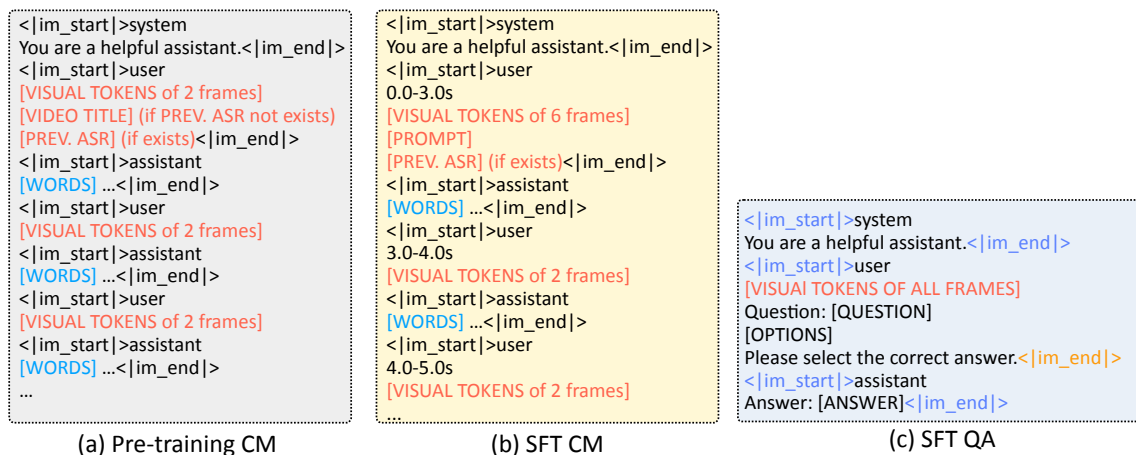 <|im_start|>system
You are a helpful assistant.<|im_end|>
<|im_start|>user
[VISUAL TOKENS of 2 frames]
[VIDEO TITLE] (if PREV. ASR not exists)
[PREV. ASR] (if exists)<|im_end|>
<|im_start|>assistant
[WORDS] ...<|im_end|>
<|im_start|>user
[VISUAL TOKENS of 2 frames]
<|im_start|>assistant
[WORDS] ...<|im_end|>
<|im_start|>user
[VISUAL TOKENS of 2 frames]
<|im_start|>assistant
[WORDS] ...<|im_end|>
...
(a) Pre-training CM
<|im_start|>system
You are a helpful assistant.<|im_end|>
<|im_start|>user
0.0-3.0s
[VISUAL TOKENS of 6 frames]
[PROMPT]
[PREV. ASR] (if exists)<|im_end|>
<|im_start|>assistant
[WORDS] ...<|im_end|>
<|im_start|>user
3.0-4.0s
[VISUAL TOKENS of 2 frames]
<|im_start|>assistant
[WORDS] ...<|im_end|>
<|im_start|>user
4.0-5.0s
[VISUAL TOKENS of 2 frames]
...
(b) SFT CM
<|im_start|>system
You are a helpful assistant.<|im_end|>
<|im_start|>user
[VISUAl TOKENS OF ALL FRAMES]
Question: [QUESTION]
[OPTIONS]
Please select the correct answer.<|im_end|>
<|im_start|>assistant
Answer: [ANSWER]<|im_end|>
(c) SFT QA